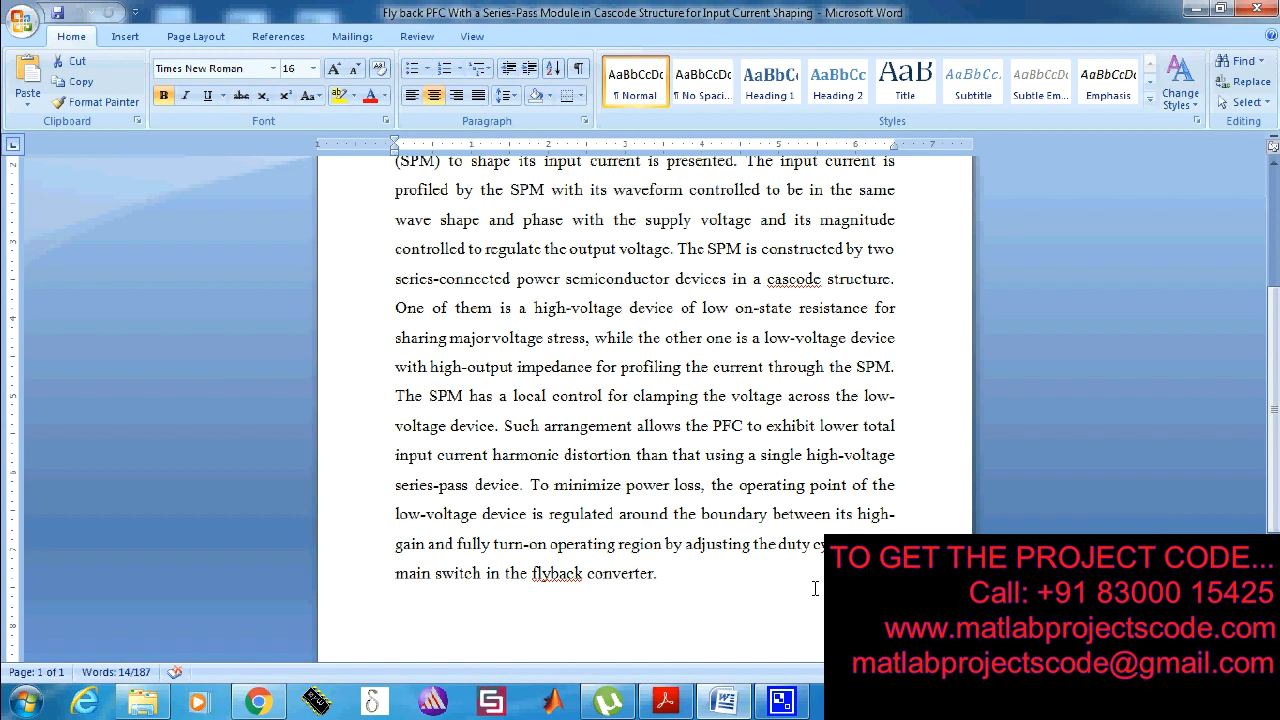 Fly back PFC With a Series-Pass Module in Cascode Structure for Input Current Shaping - Microsoft Word
Home Insert Page Layout References Mailings Review View
Paste
Cut
Copy
Format Painter
Clipboard
Times New Roman 16
B I U abc x₂ x² Aa
Font
Paragraph
AaBbCcDc AaBbCcDc AaBbCc AaBbCc AaB AaBbCc. AaBbCcDc AaBbCcDc
¶ Normal ¶ No Spaci... Heading 1 Heading 2 Title Subtitle Subtle Em... Emphasis
Change
Styles
Styles
Find
Replace
Select
Editing
1 1 2 3 4 5 6 7
(SPM) to shape its input current is presented. The input current is
profiled by the SPM with its waveform controlled to be in the same
wave shape and phase with the supply voltage and its magnitude
controlled to regulate the output voltage. The SPM is constructed by two
series-connected power semiconductor devices in a cascode structure.
One of them is a high-voltage device of low on-state resistance for
sharing major voltage stress, while the other one is a low-voltage device
with high-output impedance for profiling the current through the SPM.
The SPM has a local control for clamping the voltage across the low-
voltage device. Such arrangement allows the PFC to exhibit lower total
input current harmonic distortion than that using a single high-voltage
series-pass device. To minimize power loss, the operating point of the
low-voltage device is regulated around the boundary between its high-
gain and fully turn-on operating region by adjusting the duty
main switch in the flyback converter.
TO GET THE PROJECT CODE...
Call: +91 83000 15425
www.matlabprojectscode.com
matlabprojectscode@gmail.com
Page: 1 of 1 Words: 14/187